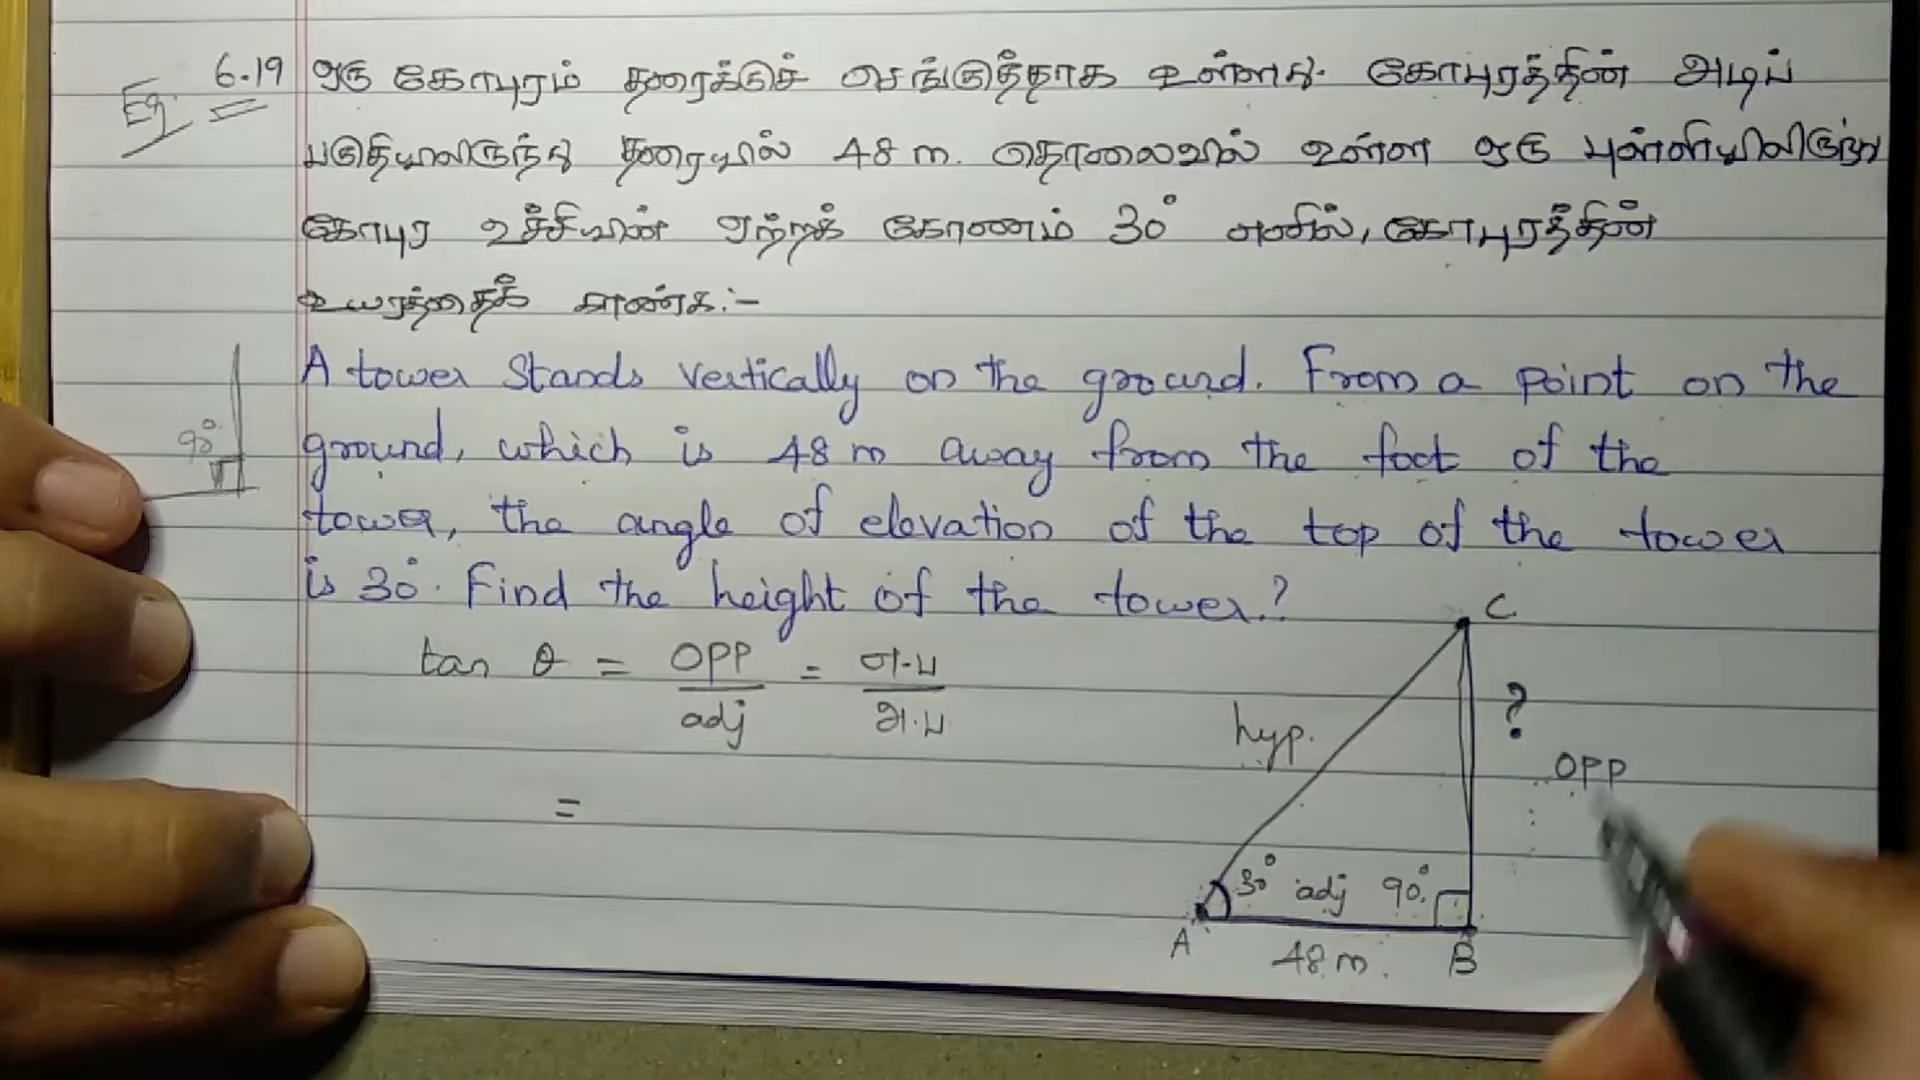 Eg. 6.19 ஒரு கோபுரம் தரைக்குச் செங்குத்தாக உள்ளது. கோபுரத்தின் அடிப்
பகுதியிலிருந்து தரையில் 48 m. தொலைவில் உள்ள ஒரு புள்ளியிலிருந்து
கோபுர உச்சியின் ஏற்றக் கோணம் 30° எனில், கோபுரத்தின்
உயரத்தைக் காண்க:-
A tower stands vertically on the ground. From a point on the
90°
ground, which is 48 m away from the foot of the
tower, the angle of elevation of the top of the tower
is 30°. Find the height of the tower?
C
tan θ = OPP/adj = எ.ப/அ.ப
?
hyp.
OPP
=
30° adj 90°
A 48 m. B